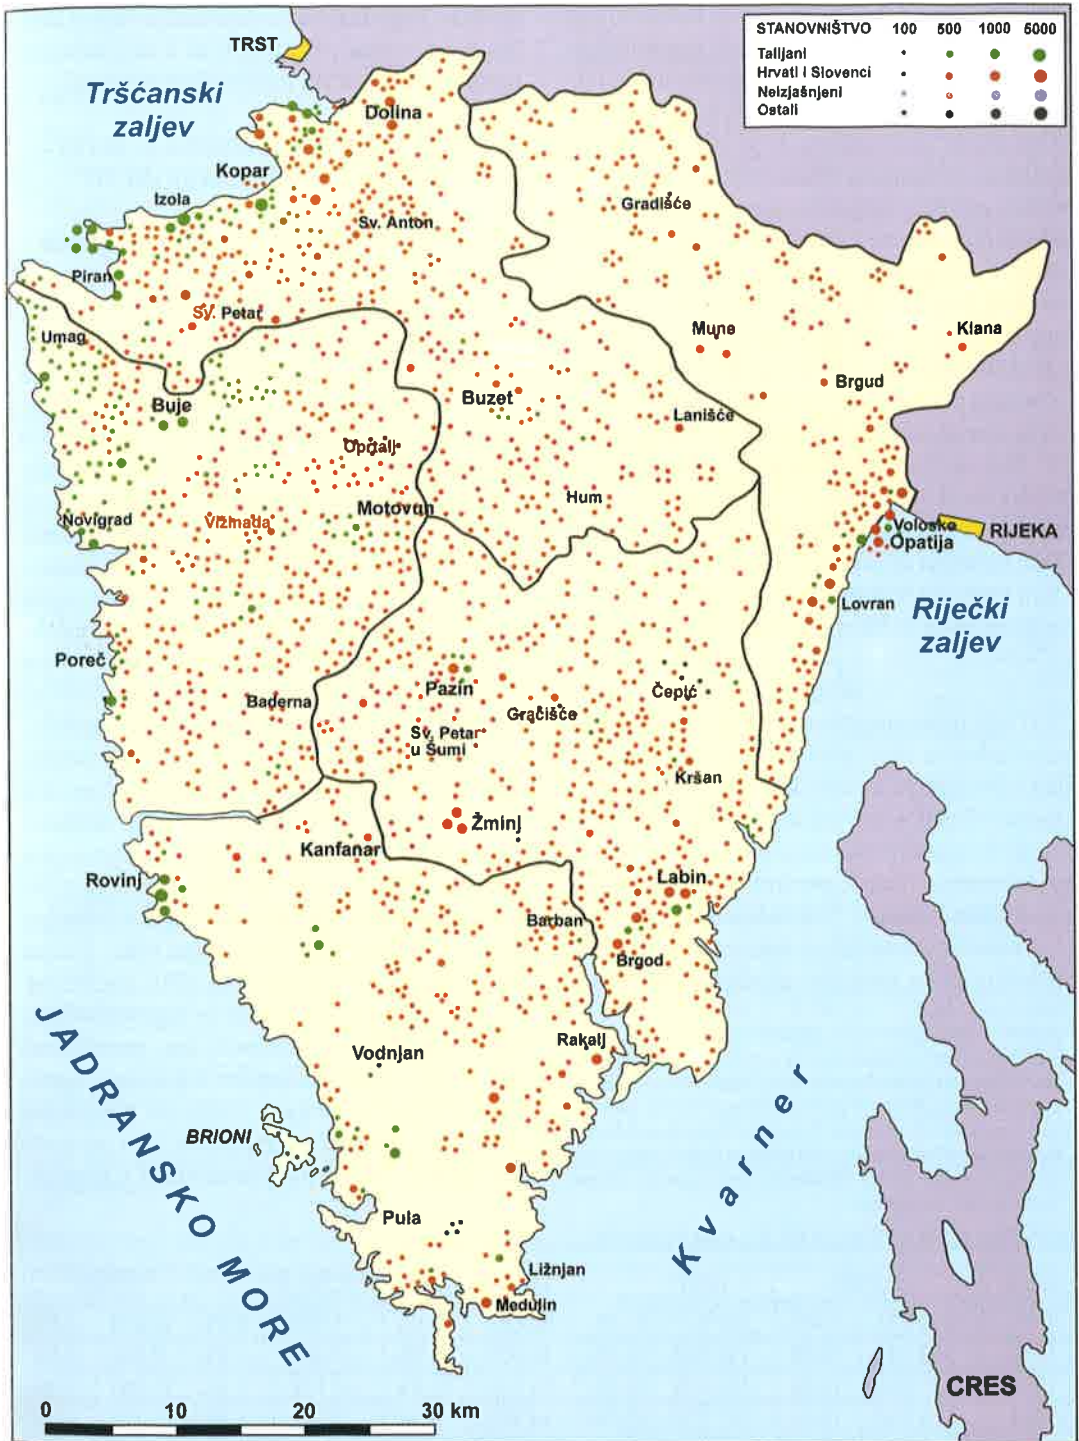 STANOVNIŠTVO 100 500 1000 5000
Talijani
Hrvati i Slovenci
Neizjašnjeni
Ostali
TRST
Tršćanski
zaljev
Dolina
Kopar
Izola
Gradišće
Sv. Anton
Piran
Sv. Petar
Umag
Mune
Klana
Brgud
Buzet
Buje
Lanišće
Oprtalj
Hum
Motovun
Novigrad
Vižinada
Volosko
RIJEKA
Opatija
Lovran
Riječki
zaljev
Poreč
Pazin
Čepić
Baderna
Gračišće
Sv. Petar
u Šumi
Kršan
Žminj
Kanfanar
Rovinj
Labin
Barban
Brgod
JADRANSKO MORE
Rakalj
Vodnjan
Kvarner
BRIONI
Pula
Ližnjan
Medulin
CRES
0 10 20 30 km